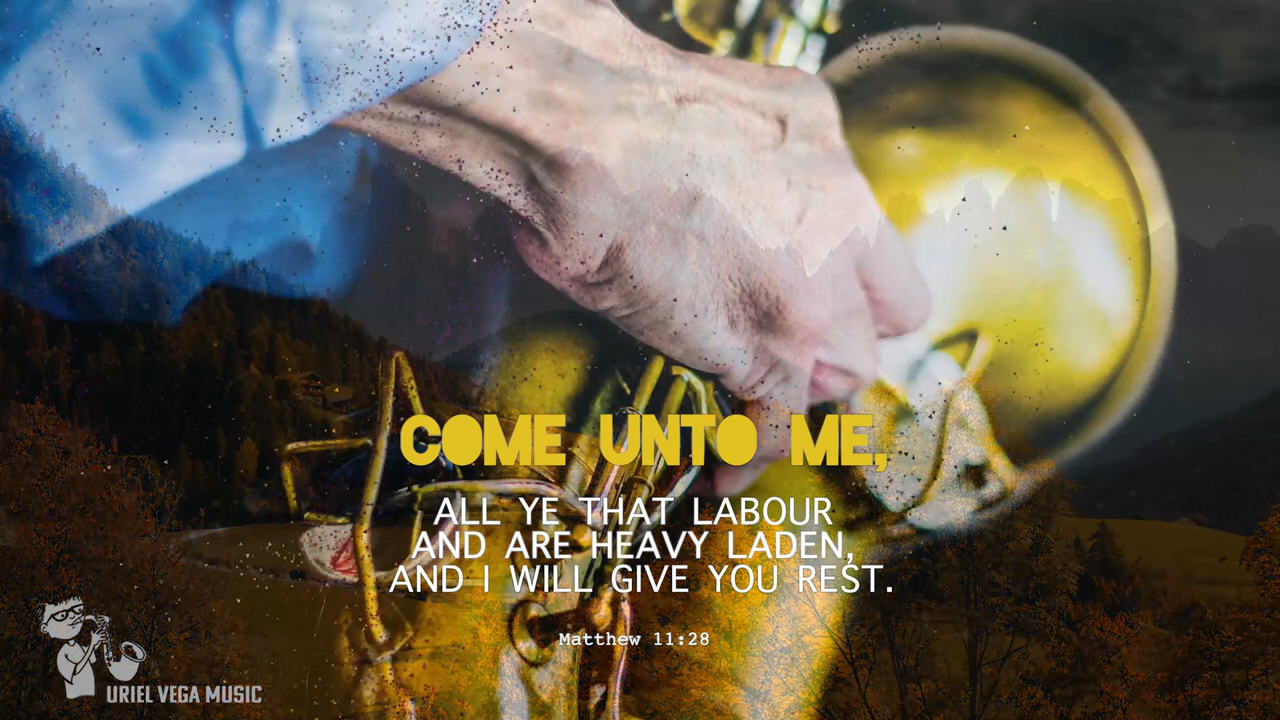 COME UNTO ME,
ALL YE THAT LABOUR
AND ARE HEAVY LADEN,
AND I WILL GIVE YOU REST.
Matthew 11:28
URIEL VEGA MUSIC